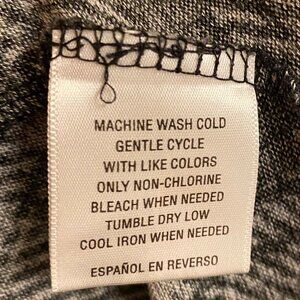 MACHINE WASH COLD
GENTLE CYCLE
WITH LIKE COLORS
ONLY NON-CHLORINE
BLEACH WHEN NEEDED
TUMBLE DRY LOW
COOL IRON WHEN NEEDED
ESPAÑOL EN REVERSO